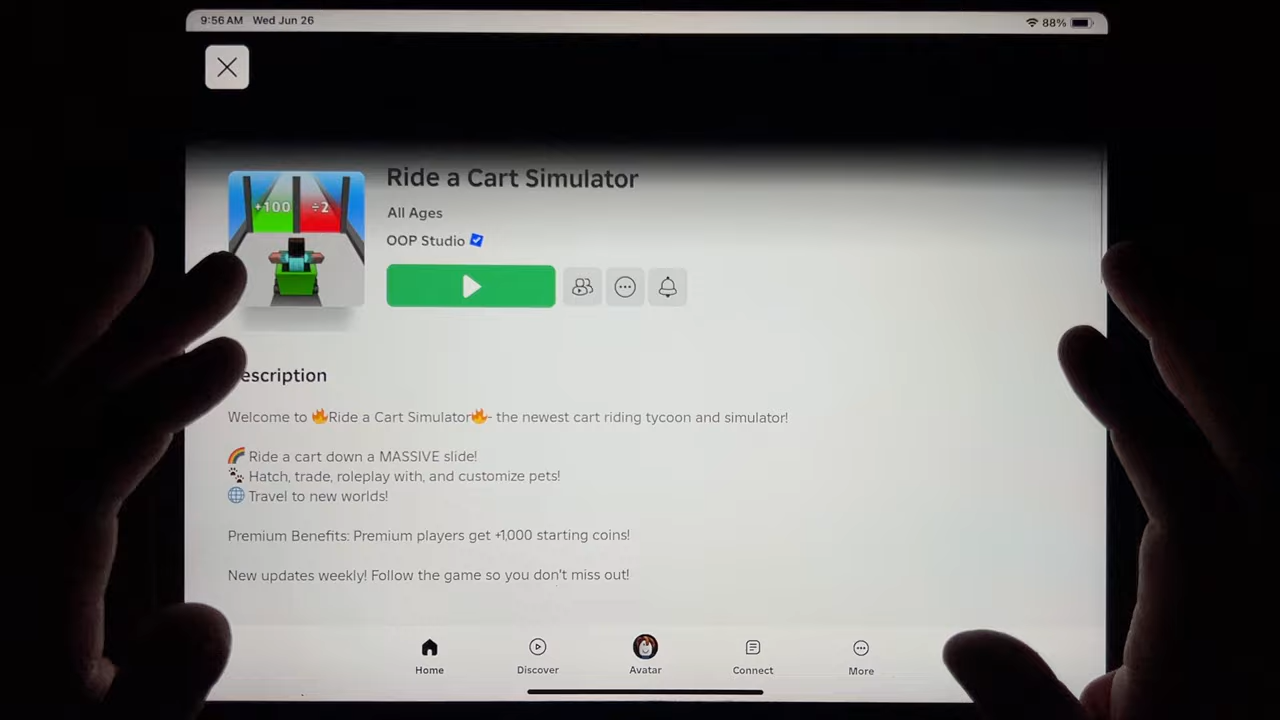 9:56 AM Wed Jun 26
88%
Ride a Cart Simulator
+100 ÷2
All Ages
OOP Studio
escription
Welcome to 🔥Ride a Cart Simulator🔥- the newest cart riding tycoon and simulator!
🌈 Ride a cart down a MASSIVE slide!
🐾 Hatch, trade, roleplay with, and customize pets!
🌐 Travel to new worlds!
Premium Benefits: Premium players get +1,000 starting coins!
New updates weekly! Follow the game so you don't miss out!
Home Discover Avatar Connect More